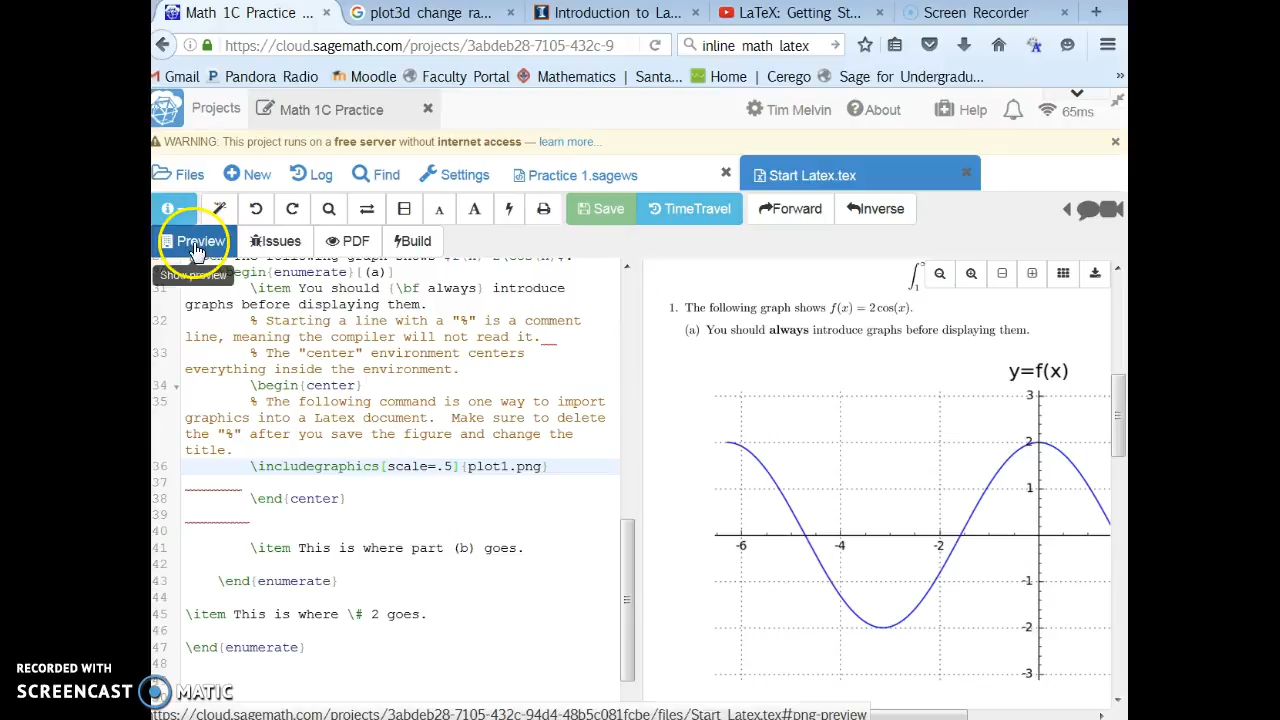 Math 1C Practice
plot3d change ra...
Introduction to La...
LaTeX: Getting St...
Screen Recorder
https://cloud.sagemath.com/projects/3abdeb28-7105-432c-9
inline math latex
Gmail
Pandora Radio
Moodle
Faculty Portal
Mathematics | Santa...
Home
Cerego
Sage for Undergradu...
Projects
Math 1C Practice
Tim Melvin
About
Help
65ms
WARNING: This project runs on a free server without internet access — learn more...
Files
New
Log
Find
Settings
Practice 1.sagews
Start Latex.tex
Save
TimeTravel
Forward
Inverse
Preview
Issues
PDF
Build
Show preview
begin{enumerate}[(a)]
31 \item You should {\bf always} introduce
graphs before displaying them.
32 % Starting a line with a "%" is a comment
line, meaning the compiler will not read it.
33 % The "center" environment centers
everything inside the environment.
34 \begin{center}
35 % The following command is one way to import
graphics into a Latex document.  Make sure to delete
the "%" after you save the figure and change the
title.
36 \includegraphics[scale=.5]{plot1.png}
37
38 \end{center}
39
40
41 \item This is where part (b) goes.
42
43 \end{enumerate}
44
45 \item This is where \# 2 goes.
46
47 \end{enumerate}
48
1. The following graph shows f(x) = 2 cos(x).
(a) You should always introduce graphs before displaying them.
y=f(x)
3
2
1
-6 -4 -2
-1
-2
-3
RECORDED WITH
SCREENCAST MATIC
https://cloud.sagemath.com/projects/3abdeb28-7105-432c-94d4-48b5c081fcbe/files/Start_Latex.tex#png-preview